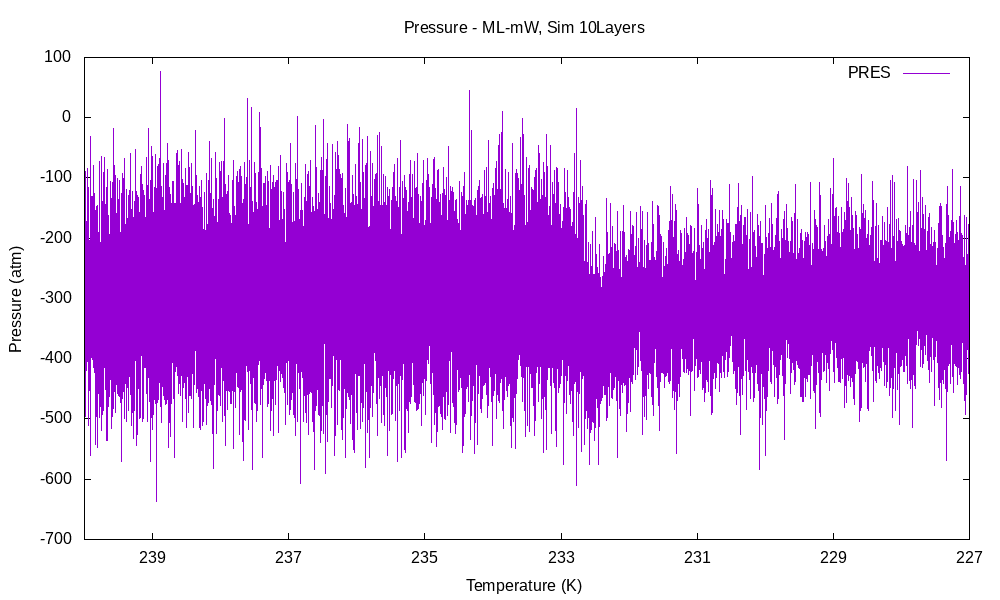 Pressure - ML-mW, Sim 10Layers
PRES
100
0
-100
-200
-300
-400
-500
-600
-700
Pressure (atm)
239 237 235 233 231 229 227
Temperature (K)